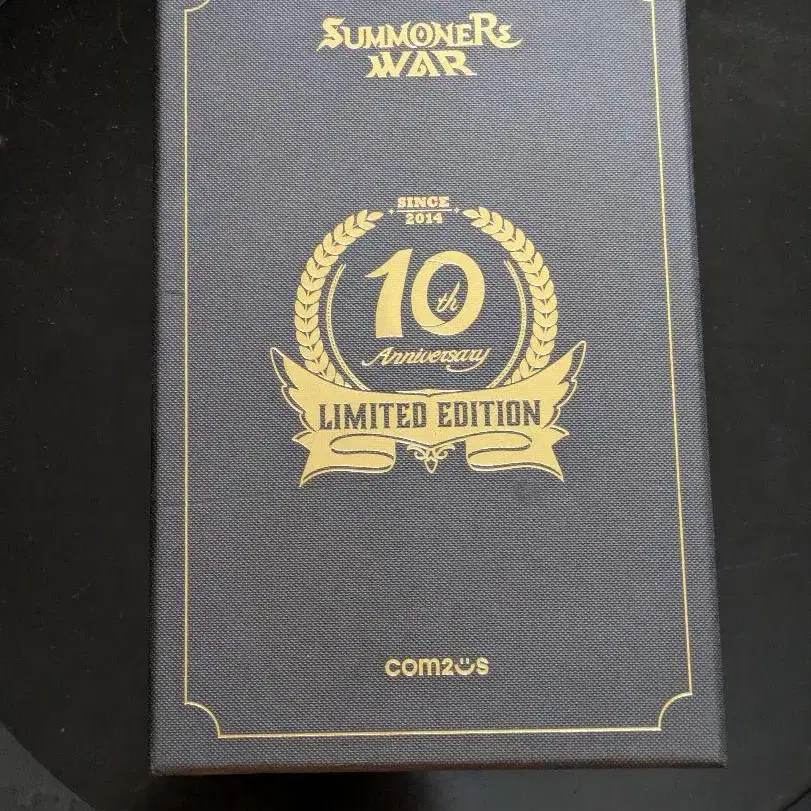 SUMMONERS
WAR
SINCE
2014
10th
Anniversary
LIMITED EDITION
com2us